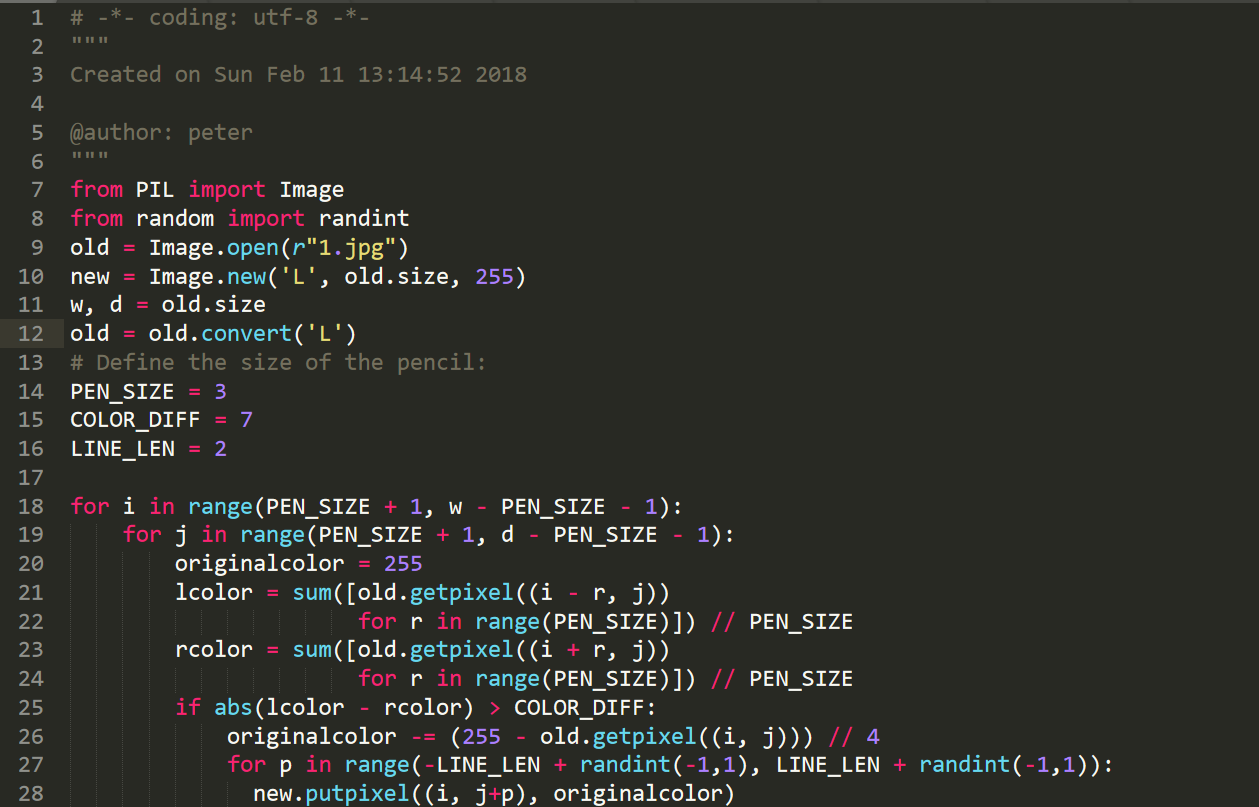 1 # -*- coding: utf-8 -*-
2 """
3 Created on Sun Feb 11 13:14:52 2018
4
5 @author: peter
6 """
7 from PIL import Image
8 from random import randint
9 old = Image.open(r"1.jpg")
10 new = Image.new('L', old.size, 255)
11 w, d = old.size
12 old = old.convert('L')
13 # Define the size of the pencil:
14 PEN_SIZE = 3
15 COLOR_DIFF = 7
16 LINE_LEN = 2
17
18 for i in range(PEN_SIZE + 1, w - PEN_SIZE - 1):
19     for j in range(PEN_SIZE + 1, d - PEN_SIZE - 1):
20         originalcolor = 255
21         lcolor = sum([old.getpixel((i - r, j))
22                       for r in range(PEN_SIZE)]) // PEN_SIZE
23         rcolor = sum([old.getpixel((i + r, j))
24                       for r in range(PEN_SIZE)]) // PEN_SIZE
25         if abs(lcolor - rcolor) > COLOR_DIFF:
26             originalcolor -= (255 - old.getpixel((i, j))) // 4
27             for p in range(-LINE_LEN + randint(-1,1), LINE_LEN + randint(-1,1)):
28               new.putpixel((i, j+p), originalcolor)